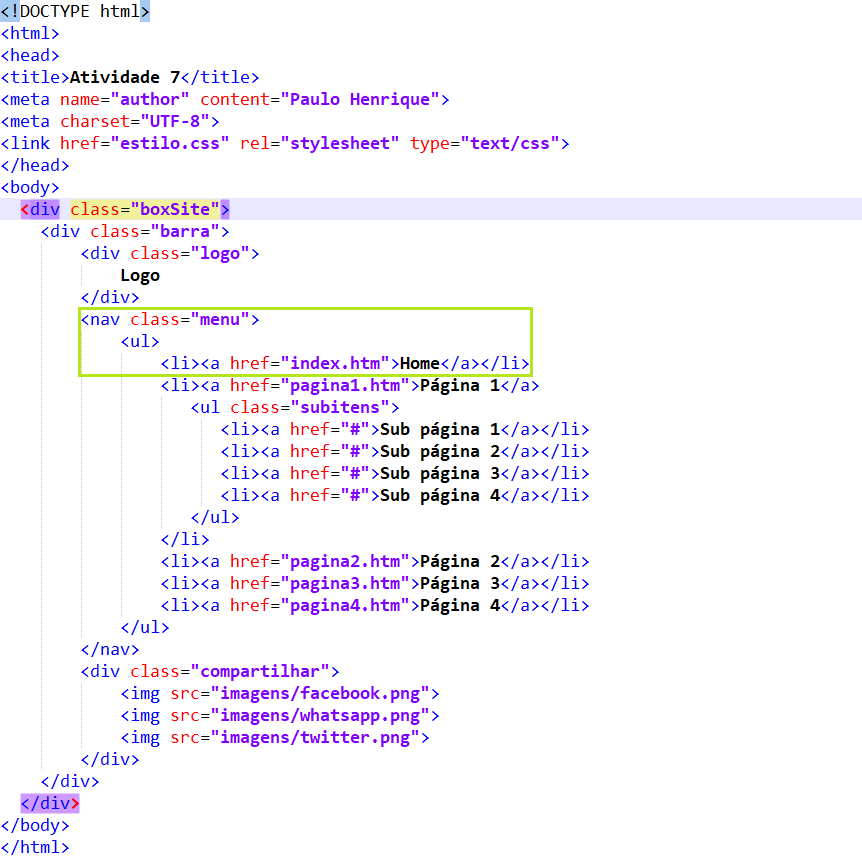 <!DOCTYPE html>
<html>
<head>
<title>Atividade 7</title>
<meta name="author" content="Paulo Henrique">
<meta charset="UTF-8">
<link href="estilo.css" rel="stylesheet" type="text/css">
</head>
<body>
<div class="boxSite">
<div class="barra">
<div class="logo">
Logo
</div>
<nav class="menu">
<ul>
<li><a href="index.htm">Home</a></li>
<li><a href="pagina1.htm">Página 1</a>
<ul class="subitens">
<li><a href="#">Sub página 1</a></li>
<li><a href="#">Sub página 2</a></li>
<li><a href="#">Sub página 3</a></li>
<li><a href="#">Sub página 4</a></li>
</ul>
</li>
<li><a href="pagina2.htm">Página 2</a></li>
<li><a href="pagina3.htm">Página 3</a></li>
<li><a href="pagina4.htm">Página 4</a></li>
</ul>
</nav>
<div class="compartilhar">
<img src="imagens/facebook.png">
<img src="imagens/whatsapp.png">
<img src="imagens/twitter.png">
</div>
</div>
</div>
</body>
</html>